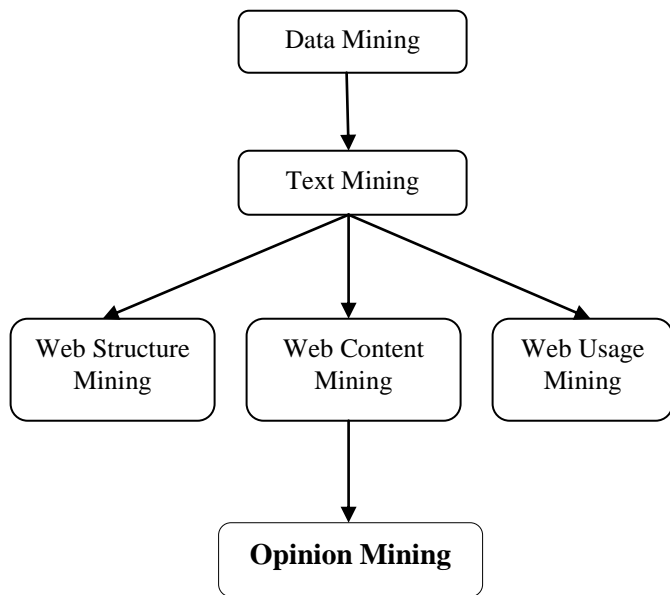 Data Mining
Text Mining
Web Structure
Mining
Web Content
Mining
Web Usage
Mining
Opinion Mining